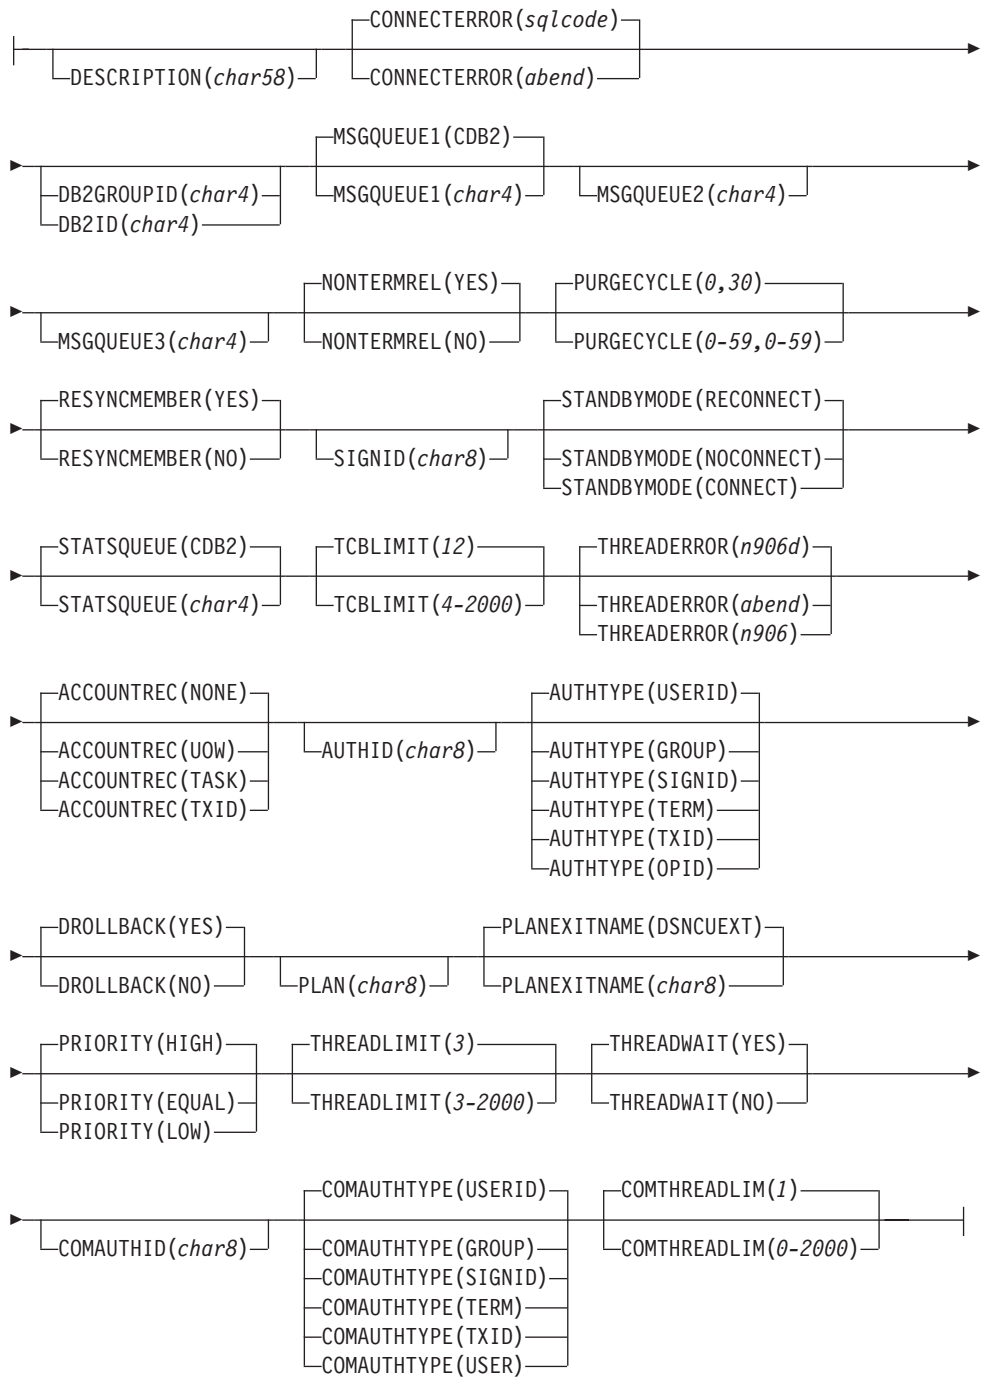 CONNECTERROR(sqlcode)
DESCRIPTION(char58)
CONNECTERROR(abend)
MSGQUEUE1(CDB2)
DB2GROUPID(char4)
MSGQUEUE1(char4)
MSGQUEUE2(char4)
DB2ID(char4)
NONTERMREL(YES)
PURGECYCLE(0,30)
MSGQUEUE3(char4)
NONTERMREL(NO)
PURGECYCLE(0-59,0-59)
RESYNCMEMBER(YES)
STANDBYMODE(RECONNECT)
RESYNCMEMBER(NO)
SIGNID(char8)
STANDBYMODE(NOCONNECT)
STANDBYMODE(CONNECT)
STATSQUEUE(CDB2)
TCBLIMIT(12)
THREADERROR(n906d)
STATSQUEUE(char4)
TCBLIMIT(4-2000)
THREADERROR(abend)
THREADERROR(n906)
ACCOUNTREC(NONE)
AUTHTYPE(USERID)
ACCOUNTREC(UOW)
AUTHID(char8)
AUTHTYPE(GROUP)
ACCOUNTREC(TASK)
AUTHTYPE(SIGNID)
ACCOUNTREC(TXID)
AUTHTYPE(TERM)
AUTHTYPE(TXID)
AUTHTYPE(OPID)
DROLLBACK(YES)
PLANEXITNAME(DSNCUEXT)
DROLLBACK(NO)
PLAN(char8)
PLANEXITNAME(char8)
PRIORITY(HIGH)
THREADLIMIT(3)
THREADWAIT(YES)
PRIORITY(EQUAL)
THREADLIMIT(3-2000)
THREADWAIT(NO)
PRIORITY(LOW)
COMAUTHTYPE(USERID)
COMTHREADLIM(1)
COMAUTHID(char8)
COMAUTHTYPE(GROUP)
COMTHREADLIM(0-2000)
COMAUTHTYPE(SIGNID)
COMAUTHTYPE(TERM)
COMAUTHTYPE(TXID)
COMAUTHTYPE(USER)